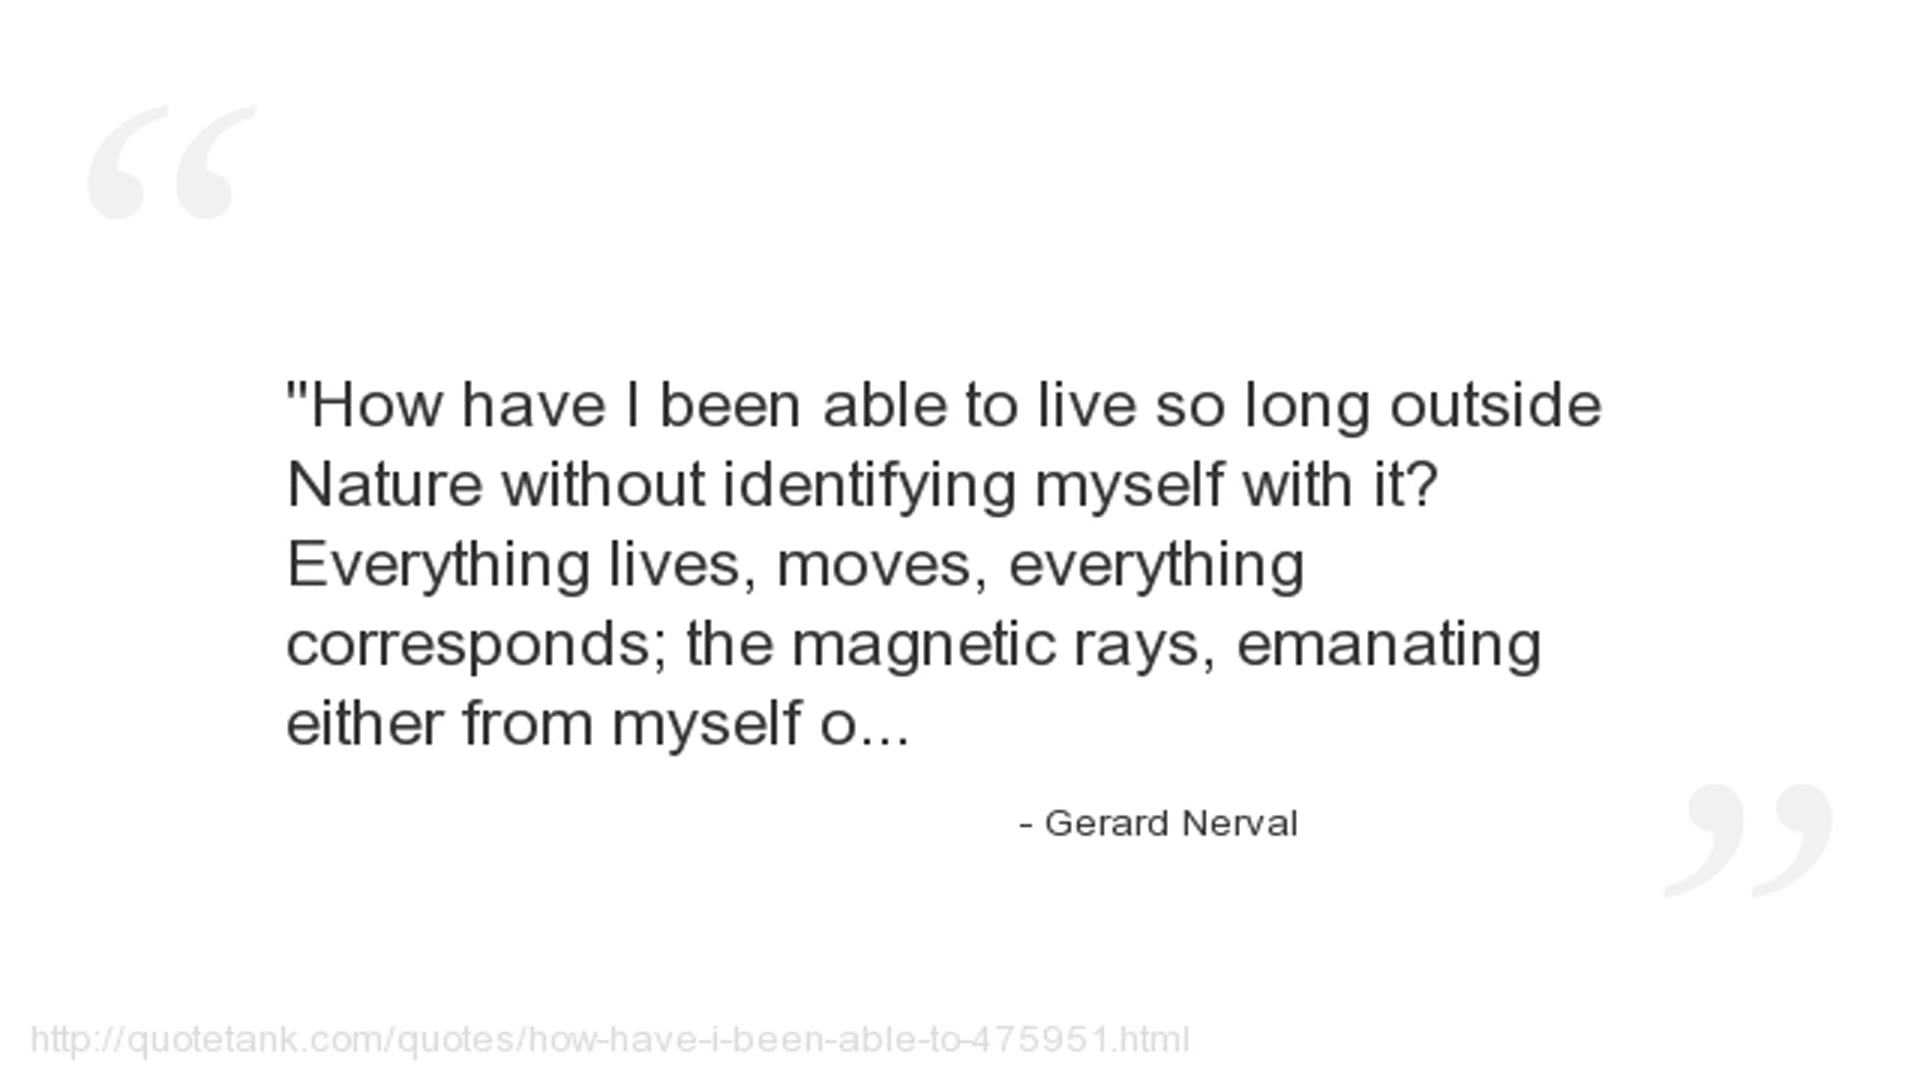 "How have I been able to live so long outside
Nature without identifying myself with it?
Everything lives, moves, everything
corresponds; the magnetic rays, emanating
either from myself o...
- Gerard Nerval
http://quotetank.com/quotes/how-have-i-been-able-to-475951.html